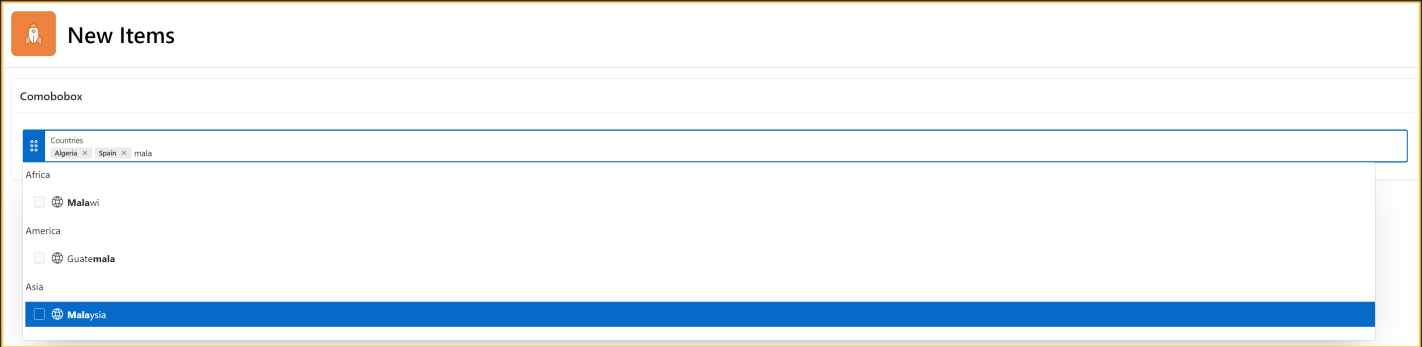 New Items
Comobobox
Countries
Algeria × Spain × mala
Africa
Malawi
America
Guatemala
Asia
Malaysia